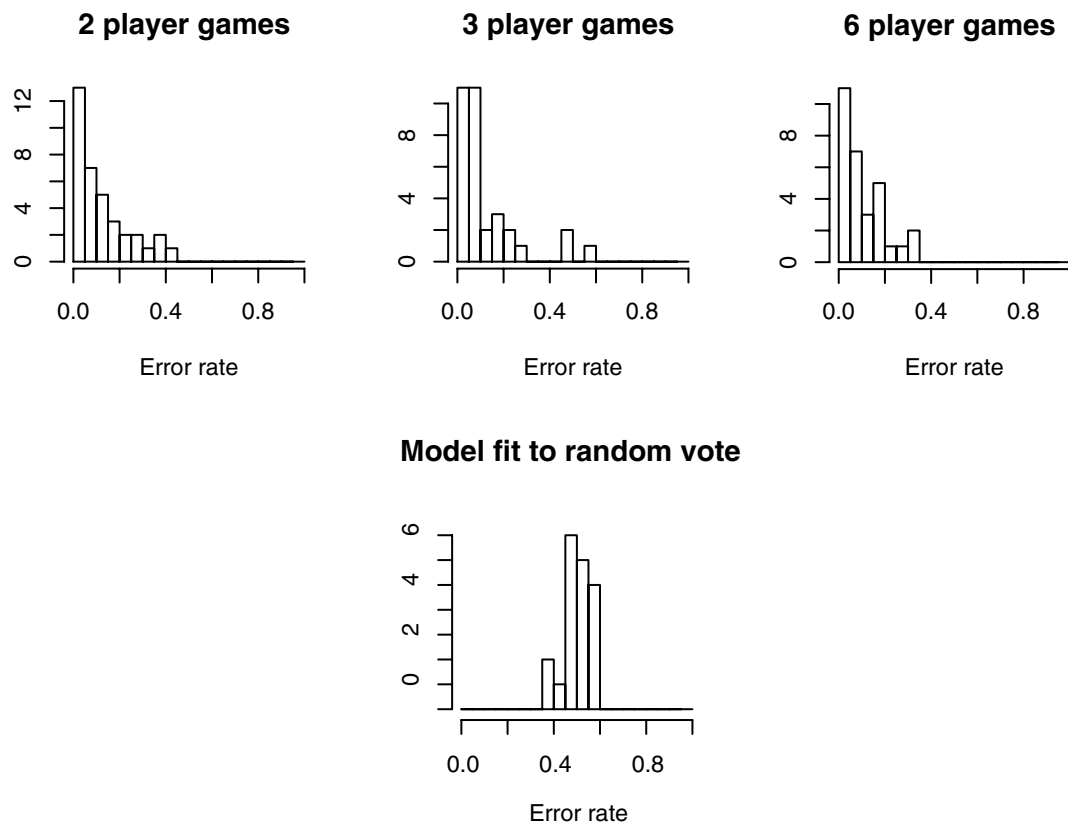 2 player games
3 player games
6 player games
12
8
4
0
0.0 0.4 0.8
Error rate
8
4
0
0.0 0.4 0.8
Error rate
8
4
0
0.0 0.4 0.8
Error rate
Model fit to random vote
6
4
2
0
0.0 0.4 0.8
Error rate